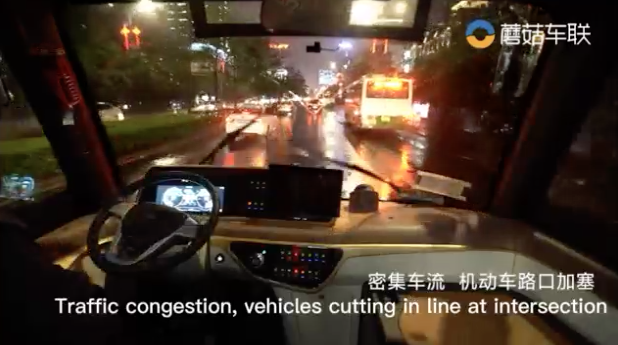 蘑菇车联
密集车流 机动车路口加塞
Traffic congestion, vehicles cutting in line at intersection